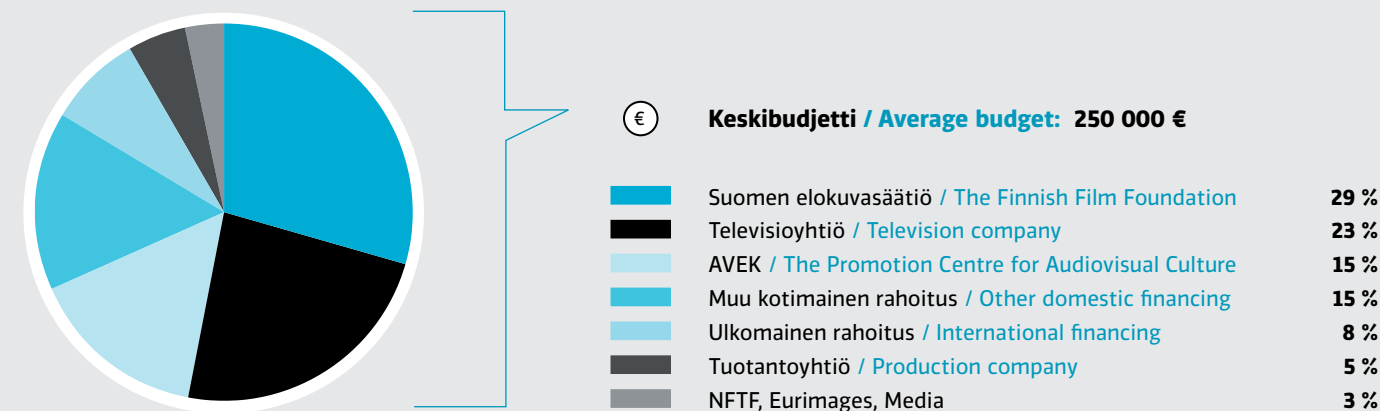 € Keskibudjetti / Average budget: 250 000 €
Suomen elokuvasäätiö / The Finnish Film Foundation 29 %
Televisioyhtiö / Television company 23 %
AVEK / The Promotion Centre for Audiovisual Culture 15 %
Muu kotimainen rahoitus / Other domestic financing 15 %
Ulkomainen rahoitus / International financing 8 %
Tuotantoyhtiö / Production company 5 %
NFTF, Eurimages, Media 3 %